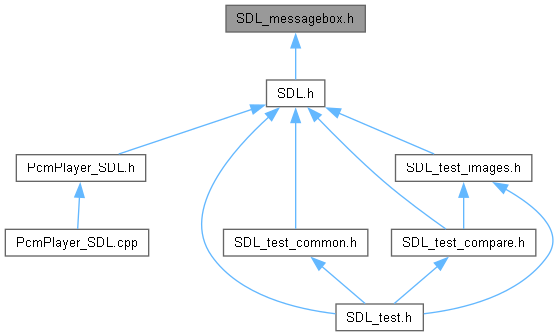 SDL_messagebox.h
SDL.h
PcmPlayer_SDL.h
SDL_test_images.h
PcmPlayer_SDL.cpp
SDL_test_common.h
SDL_test_compare.h
SDL_test.h